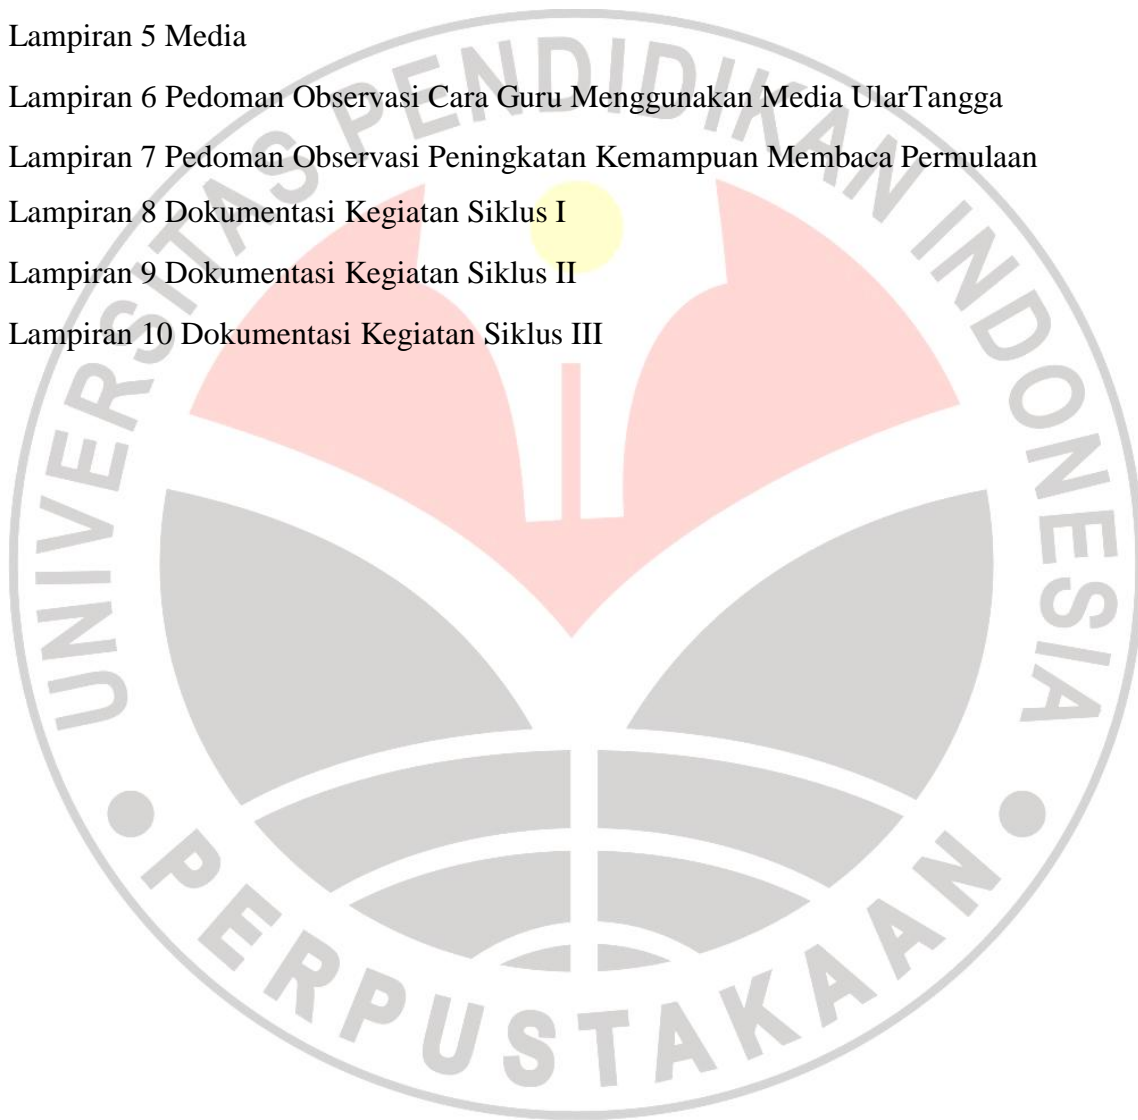 Lampiran 5 Media
Lampiran 6 Pedoman Observasi Cara Guru Menggunakan Media UlarTangga
Lampiran 7 Pedoman Observasi Peningkatan Kemampuan Membaca Permulaan
Lampiran 8 Dokumentasi Kegiatan Siklus I
Lampiran 9 Dokumentasi Kegiatan Siklus II
Lampiran 10 Dokumentasi Kegiatan Siklus III
UNIVERSITAS PENDIDIKAN INDONESIA
PERPUSTAKAAN